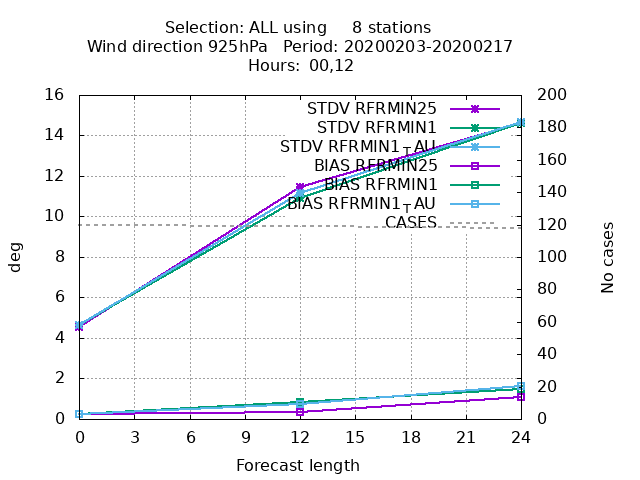 Selection: ALL using     8 stations
Wind direction 925hPa   Period: 20200203-20200217
Hours: 00,12
16
14
12
10
8
6
4
2
0
200
180
160
140
120
100
80
60
40
20
0
STDV RFRMIN25
STDV RFRMIN1
STDV RFRMIN1_TAU
BIAS RFRMIN25
BIAS RFRMIN1
BIAS RFRMIN1_TAU
CASES
deg
No cases
0 3 6 9 12 15 18 21 24
Forecast length